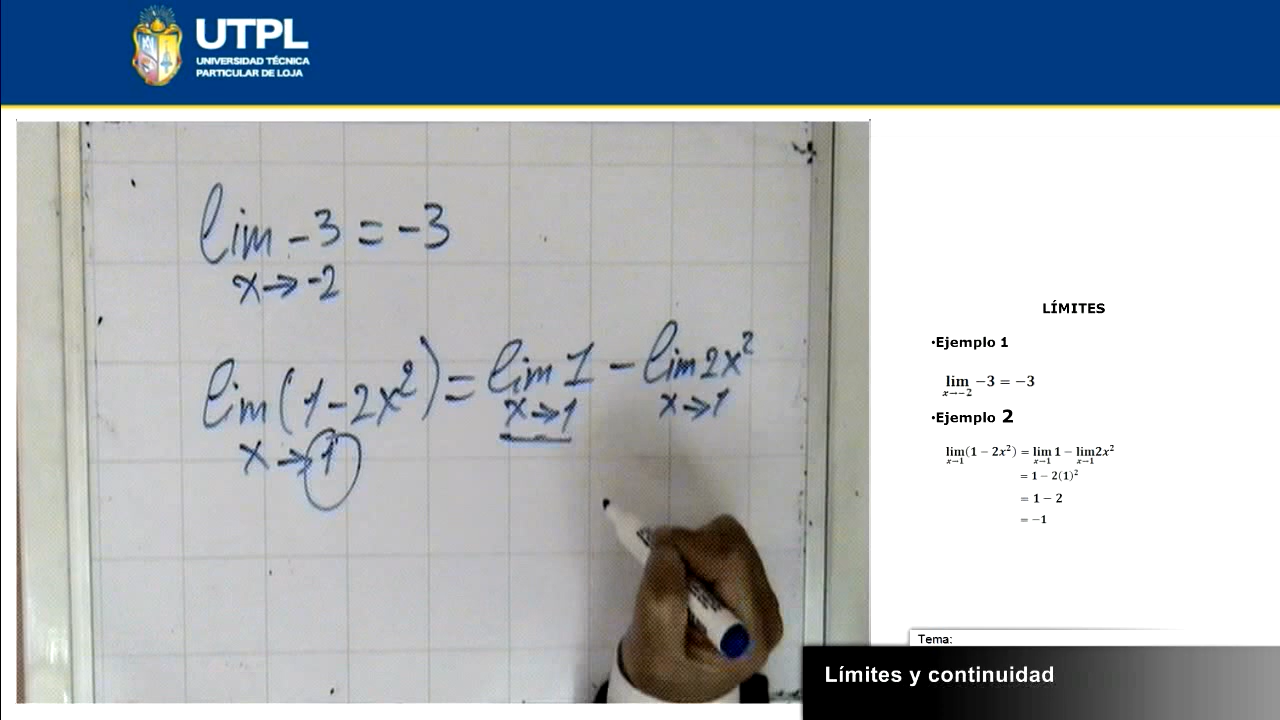 UTPL
UNIVERSIDAD TÉCNICA
PARTICULAR DE LOJA
lim -3 = -3
x→-2
lim (1-2x²) = lim 1 - lim 2x²
x→1 x→1 x→1
LÍMITES
•Ejemplo 1
lim −3 = −3
x→−2
•Ejemplo 2
lim(1 − 2x²) = lim 1 − lim2x²
x→1 x→1 x→1
= 1 − 2(1)²
= 1 − 2
= −1
Tema:
Límites y continuidad